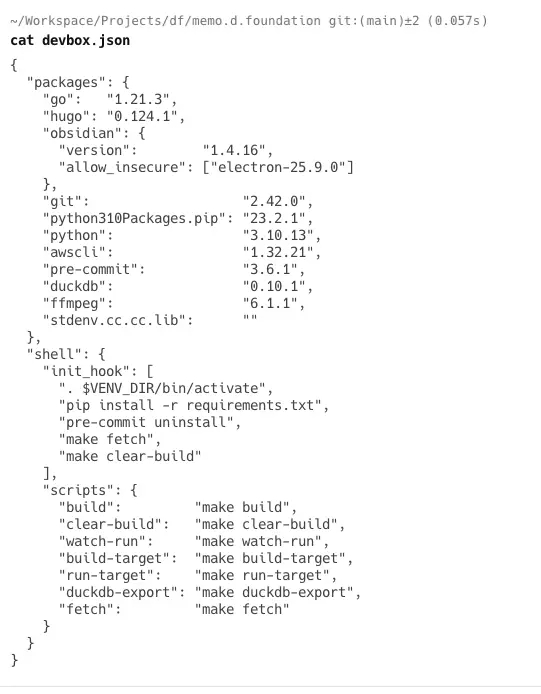 ~/Workspace/Projects/df/memo.d.foundation git:(main)±2 (0.057s)
cat devbox.json
{
  "packages": {
    "go":   "1.21.3",
    "hugo": "0.124.1",
    "obsidian": {
      "version":        "1.4.16",
      "allow_insecure": ["electron-25.9.0"]
    },
    "git":                   "2.42.0",
    "python310Packages.pip": "23.2.1",
    "python":                "3.10.13",
    "awscli":                "1.32.21",
    "pre-commit":            "3.6.1",
    "duckdb":                "0.10.1",
    "ffmpeg":                "6.1.1",
    "stdenv.cc.cc.lib":      ""
  },
  "shell": {
    "init_hook": [
      ". $VENV_DIR/bin/activate",
      "pip install -r requirements.txt",
      "pre-commit uninstall",
      "make fetch",
      "make clear-build"
    ],
    "scripts": {
      "build":         "make build",
      "clear-build":   "make clear-build",
      "watch-run":     "make watch-run",
      "build-target":  "make build-target",
      "run-target":    "make run-target",
      "duckdb-export": "make duckdb-export",
      "fetch":         "make fetch"
    }
  }
}